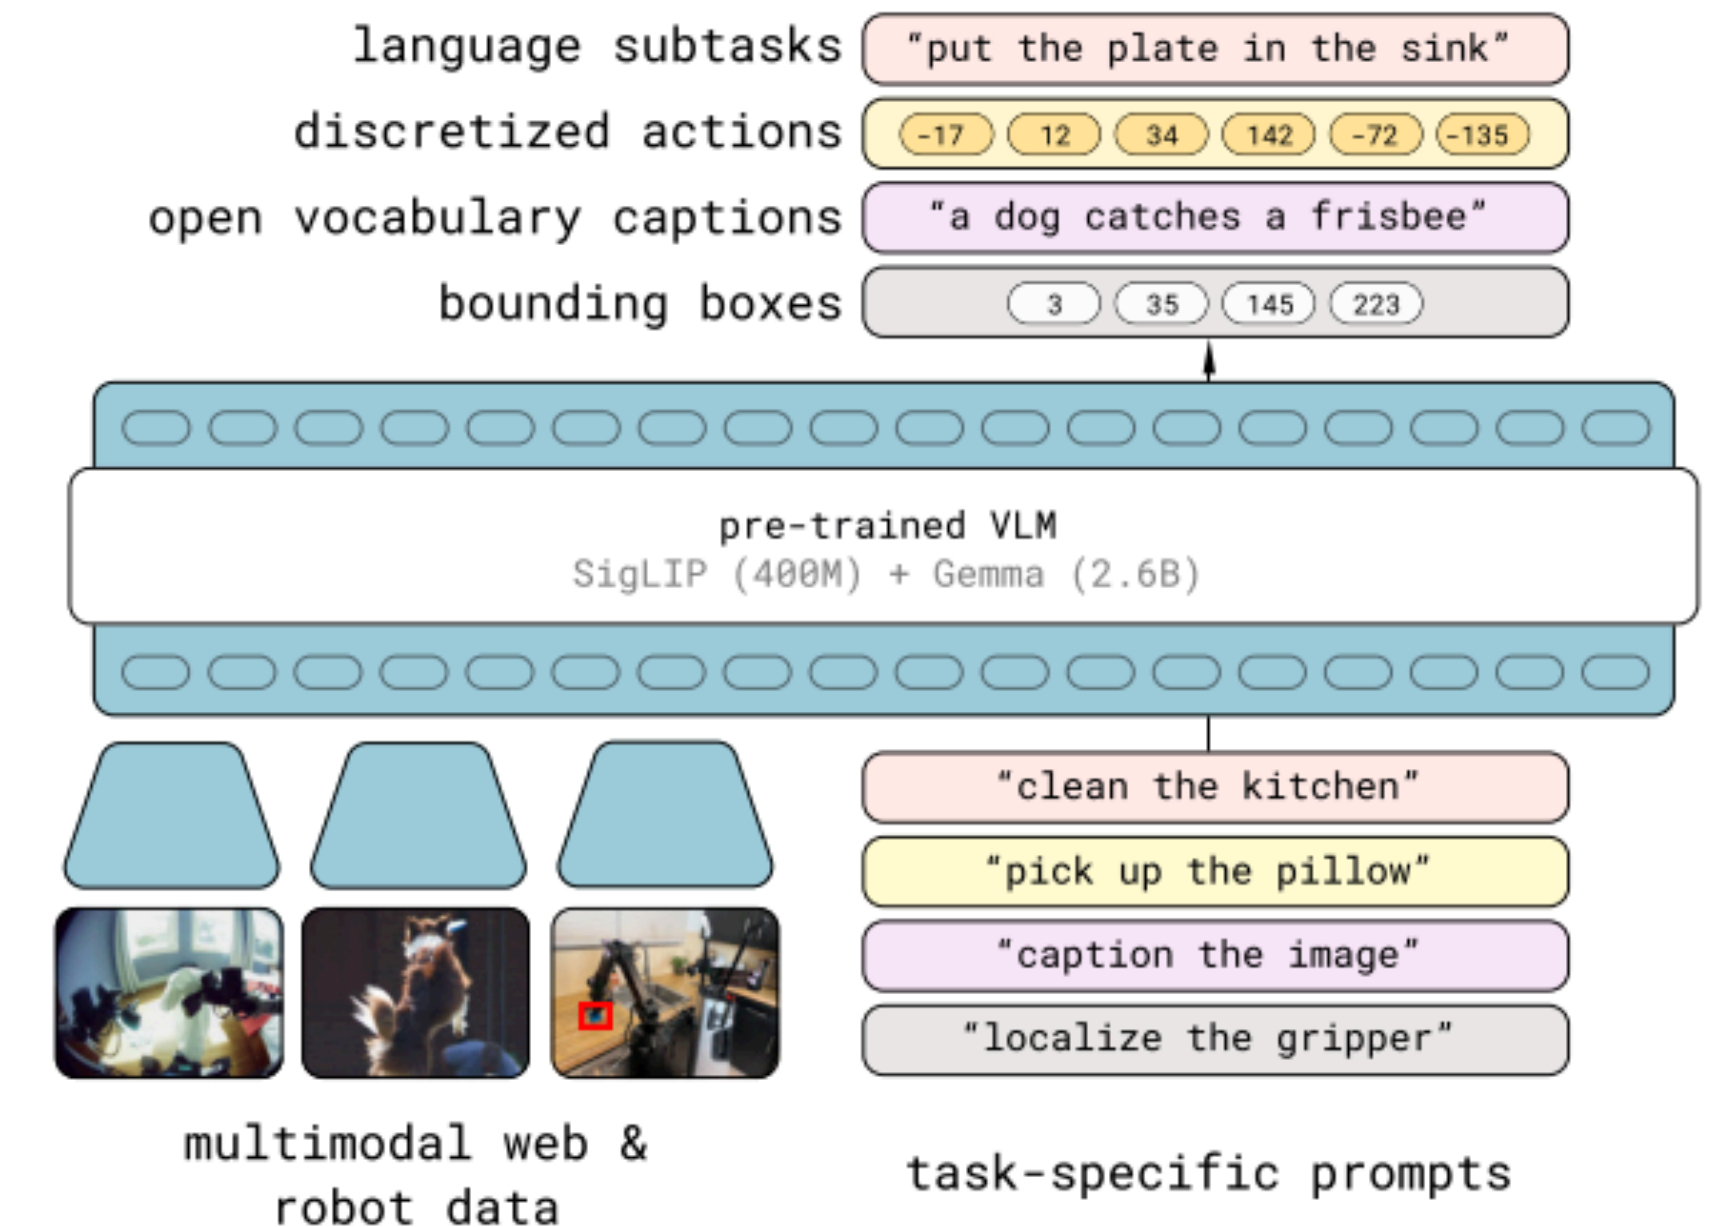 language subtasks “put the plate in the sink”
discretized actions -17 12 34 142 -72 -135
open vocabulary captions “a dog catches a frisbee”
bounding boxes 3 35 145 223
pre-trained VLM
SigLIP (400M) + Gemma (2.6B)
“clean the kitchen”
“pick up the pillow”
“caption the image”
“localize the gripper”
multimodal web &
robot data
task-specific prompts